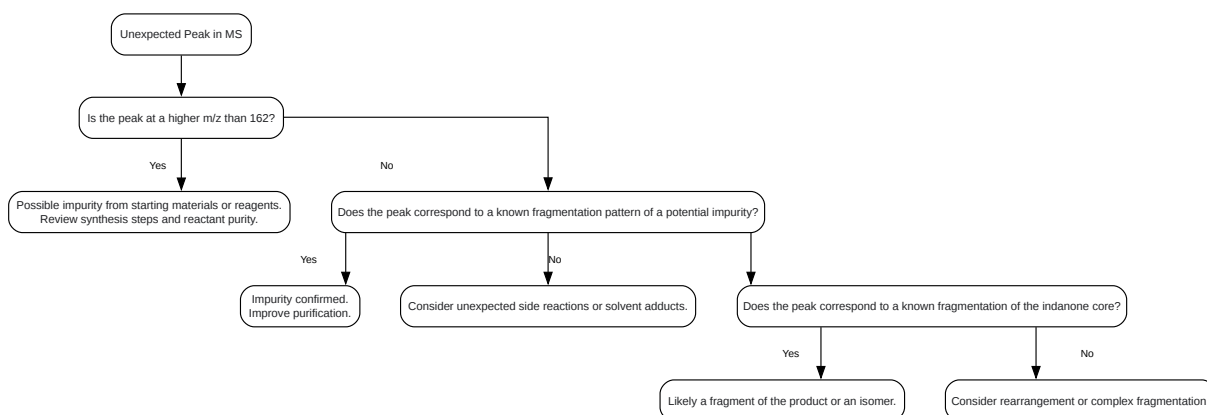 Unexpected Peak in MS
Is the peak at a higher m/z than 162?
Yes
No
Possible impurity from starting materials or reagents.
Review synthesis steps and reactant purity.
Does the peak correspond to a known fragmentation pattern of a potential impurity?
Yes
No
Impurity confirmed.
Improve purification.
Consider unexpected side reactions or solvent adducts.
Does the peak correspond to a known fragmentation of the indanone core?
Yes
No
Likely a fragment of the product or an isomer.
Consider rearrangement or complex fragmentation